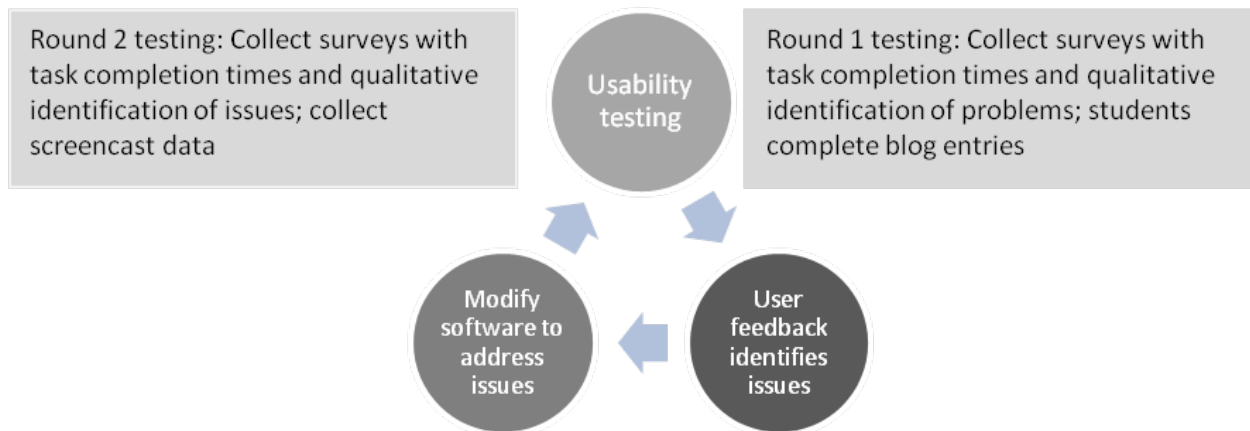 Round 2 testing: Collect surveys with
task completion times and qualitative
identification of issues; collect
screencast data
Usability
testing
Round 1 testing: Collect surveys with
task completion times and qualitative
identification of problems; students
complete blog entries
Modify
software to
address
issues
User
feedback
identifies
issues